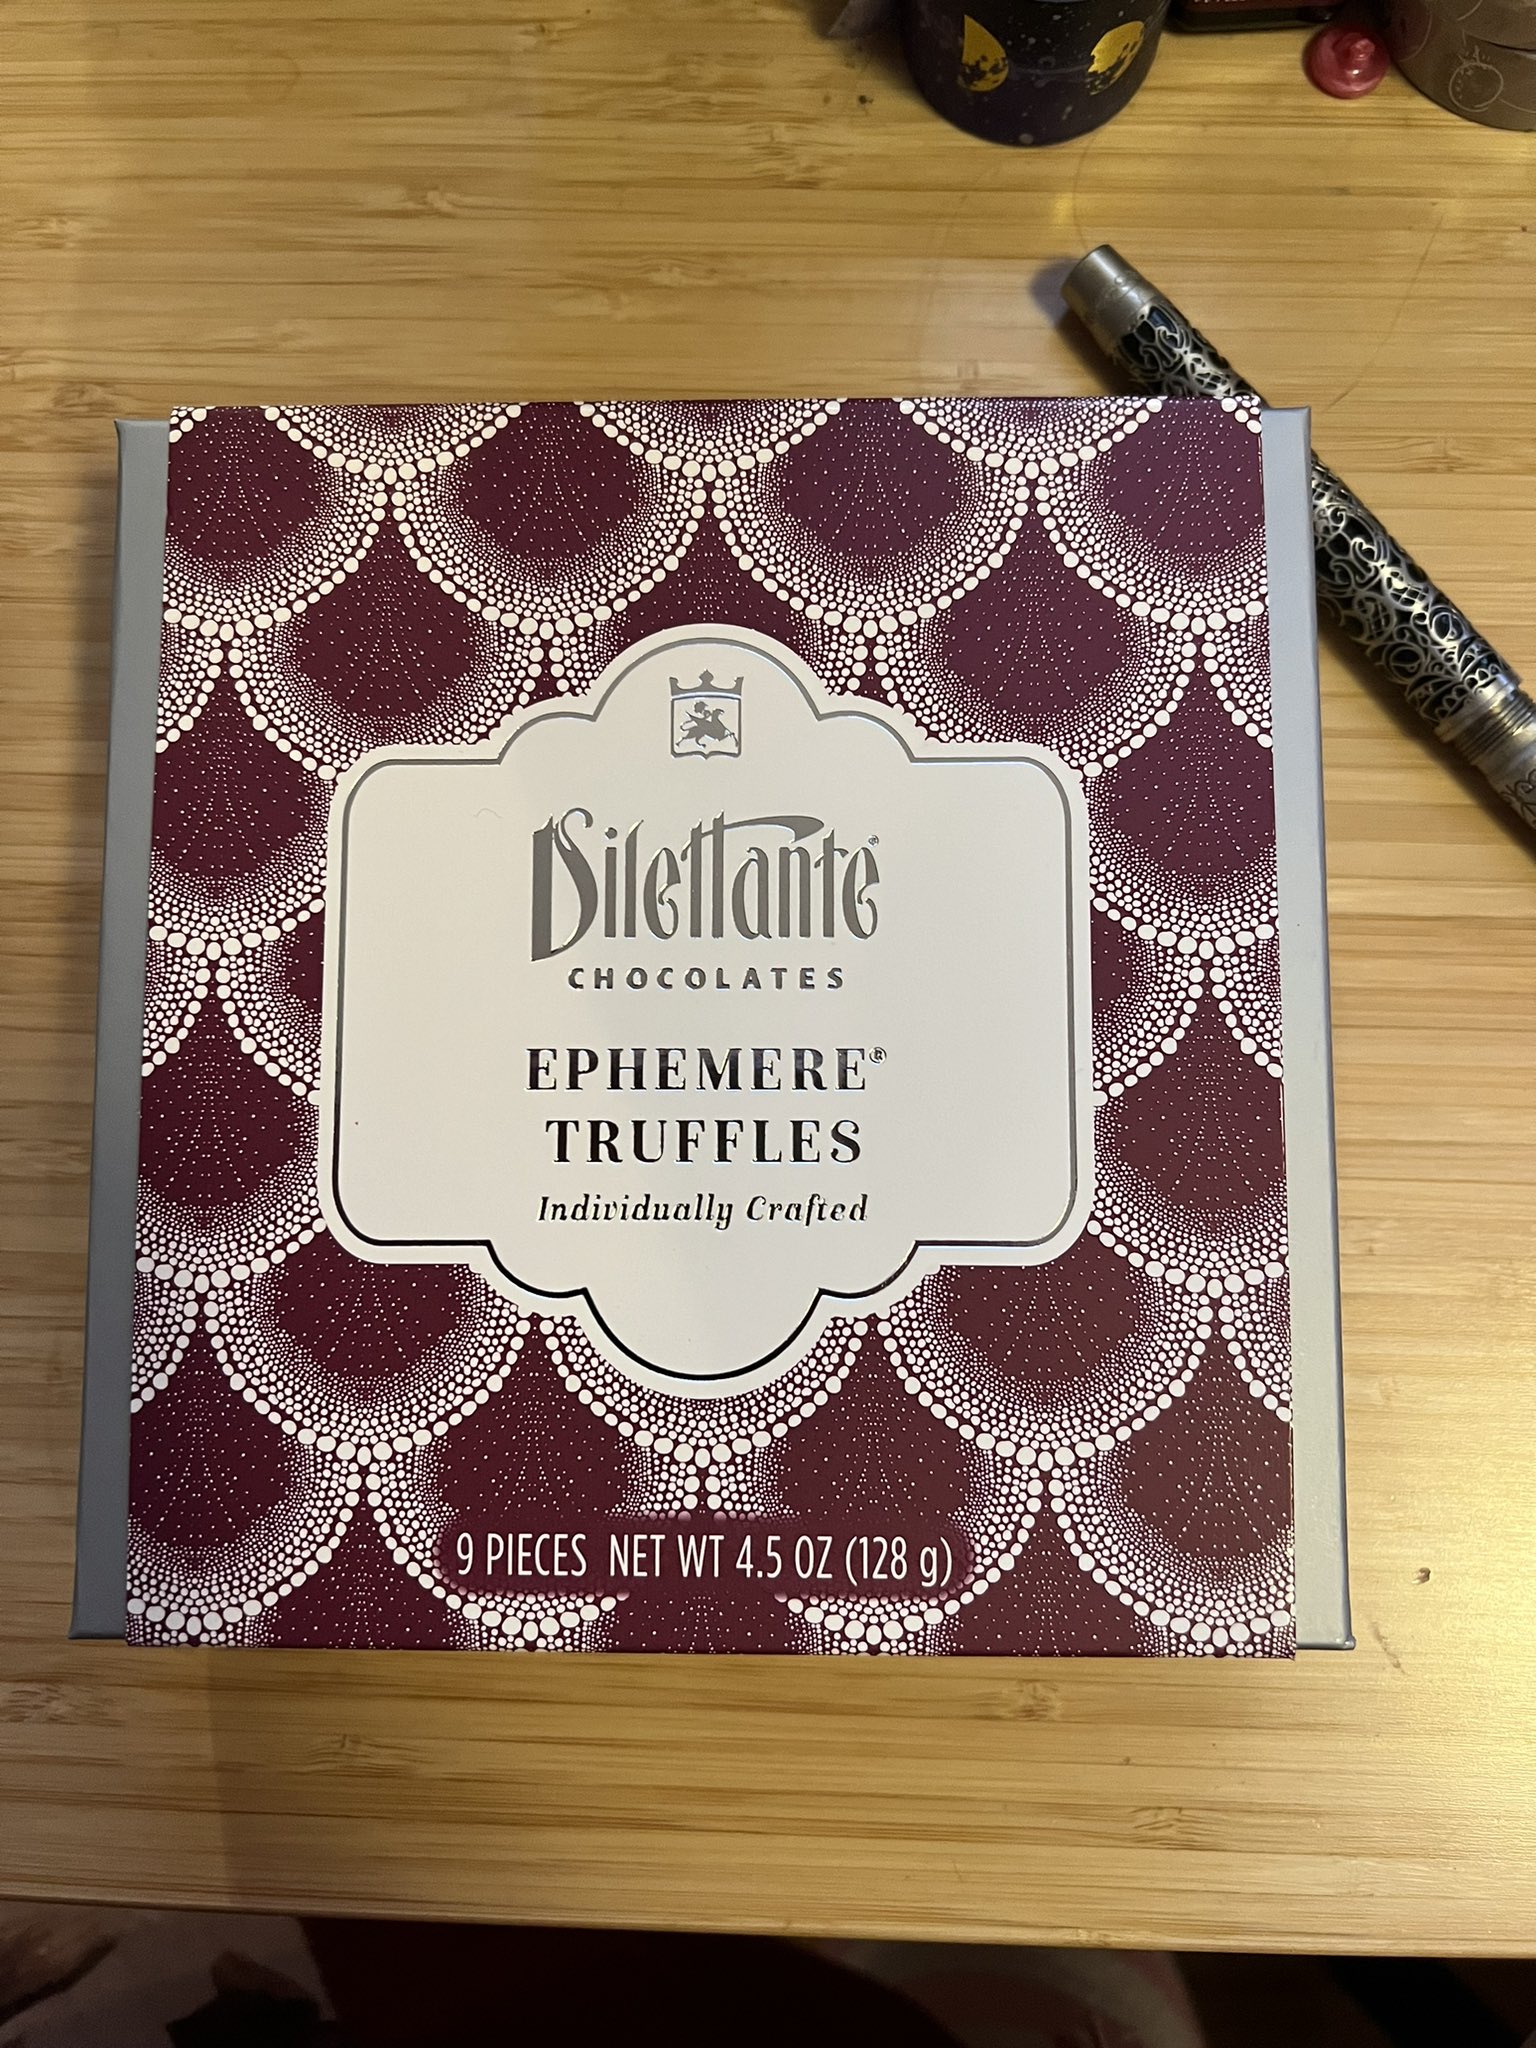 Dilettante®
CHOCOLATES
EPHEMERE®
TRUFFLES
Individually Crafted
9 PIECES NET WT 4.5 OZ (128 g)